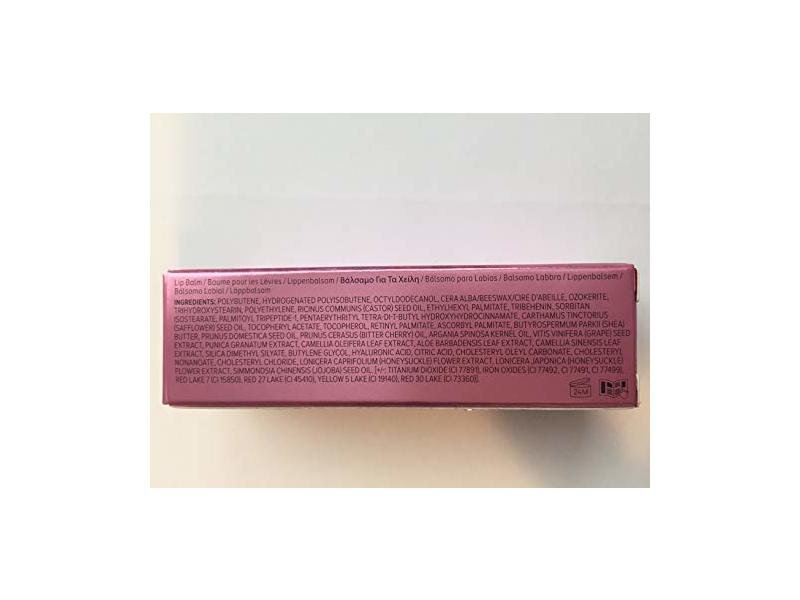 Lip Balm / Baume pour les Lèvres / Lippenbalsam / Βάλσαμο Για Τα Χείλη / Bálsamo para Labios / Balsamo Labbra / Lippenbalsem /
Bálsamo Labial / Läppbalsam
INGREDIENTS: POLYBUTENE, HYDROGENATED POLYISOBUTENE, OCTYLDODECANOL, CERA ALBA/BEESWAX/CIRE D'ABEILLE, OZOKERITE,
TRIHYDROXYSTEARIN, POLYETHYLENE, RICINUS COMMUNIS (CASTOR) SEED OIL, ETHYLHEXYL PALMITATE, TRIBEHENIN, SORBITAN
ISOSTEARATE, PALMITOYL TRIPEPTIDE-1, PENTAERYTHRITYL TETRA-DI-T-BUTYL HYDROXYHYDROCINNAMATE, CARTHAMUS TINCTORIUS
(SAFFLOWER) SEED OIL, TOCOPHERYL ACETATE, TOCOPHEROL, RETINYL PALMITATE, ASCORBYL PALMITATE, BUTYROSPERMUM PARKII (SHEA)
BUTTER, PRUNUS DOMESTICA SEED OIL, PRUNUS CERASUS (BITTER CHERRY) OIL, ARGANIA SPINOSA KERNEL OIL, VITIS VINIFERA (GRAPE) SEED
EXTRACT, PUNICA GRANATUM EXTRACT, CAMELLIA OLEIFERA LEAF EXTRACT, ALOE BARBADENSIS LEAF EXTRACT, CAMELLIA SINENSIS LEAF
EXTRACT, SILICA DIMETHYL SILYATE, BUTYLENE GLYCOL, HYALURONIC ACID, CITRIC ACID, CHOLESTERYL OLEYL CARBONATE, CHOLESTERYL
NONANOATE, CHOLESTERYL CHLORIDE, LONICERA CAPRIFOLIUM (HONEYSUCKLE) FLOWER EXTRACT, LONICERA JAPONICA (HONEYSUCKLE)
FLOWER EXTRACT, SIMMONDSIA CHINENSIS (JOJOBA) SEED OIL. [+/-: TITANIUM DIOXIDE (CI 77891), IRON OXIDES (CI 77492, CI 77491, CI 77499),
RED LAKE 7 (CI 15850), RED 27 LAKE (CI 45410), YELLOW 5 LAKE (CI 19140), RED 30 LAKE (CI 73360)].
24M